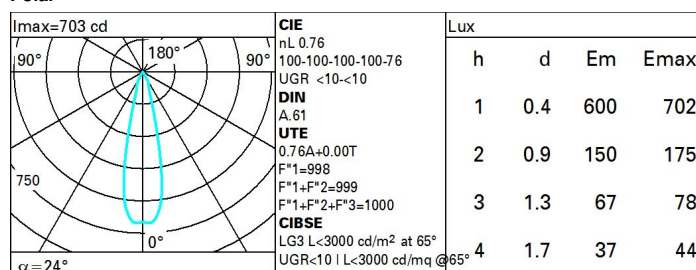 Imax=703 cd
90° 180° 90°
750
0°
α=24°
CIE
nL 0.76
100-100-100-100-76
UGR <10-<10
DIN
A.61
UTE
0.76A+0.00T
F"1=998
F"1+F"2=999
F"1+F"2+F"3=1000
CIBSE
LG3 L<3000 cd/m² at 65°
UGR<10 | L<3000 cd/mq @65°
Lux
h d Em Emax
1 0.4 600 702
2 0.9 150 175
3 1.3 67 78
4 1.7 37 44